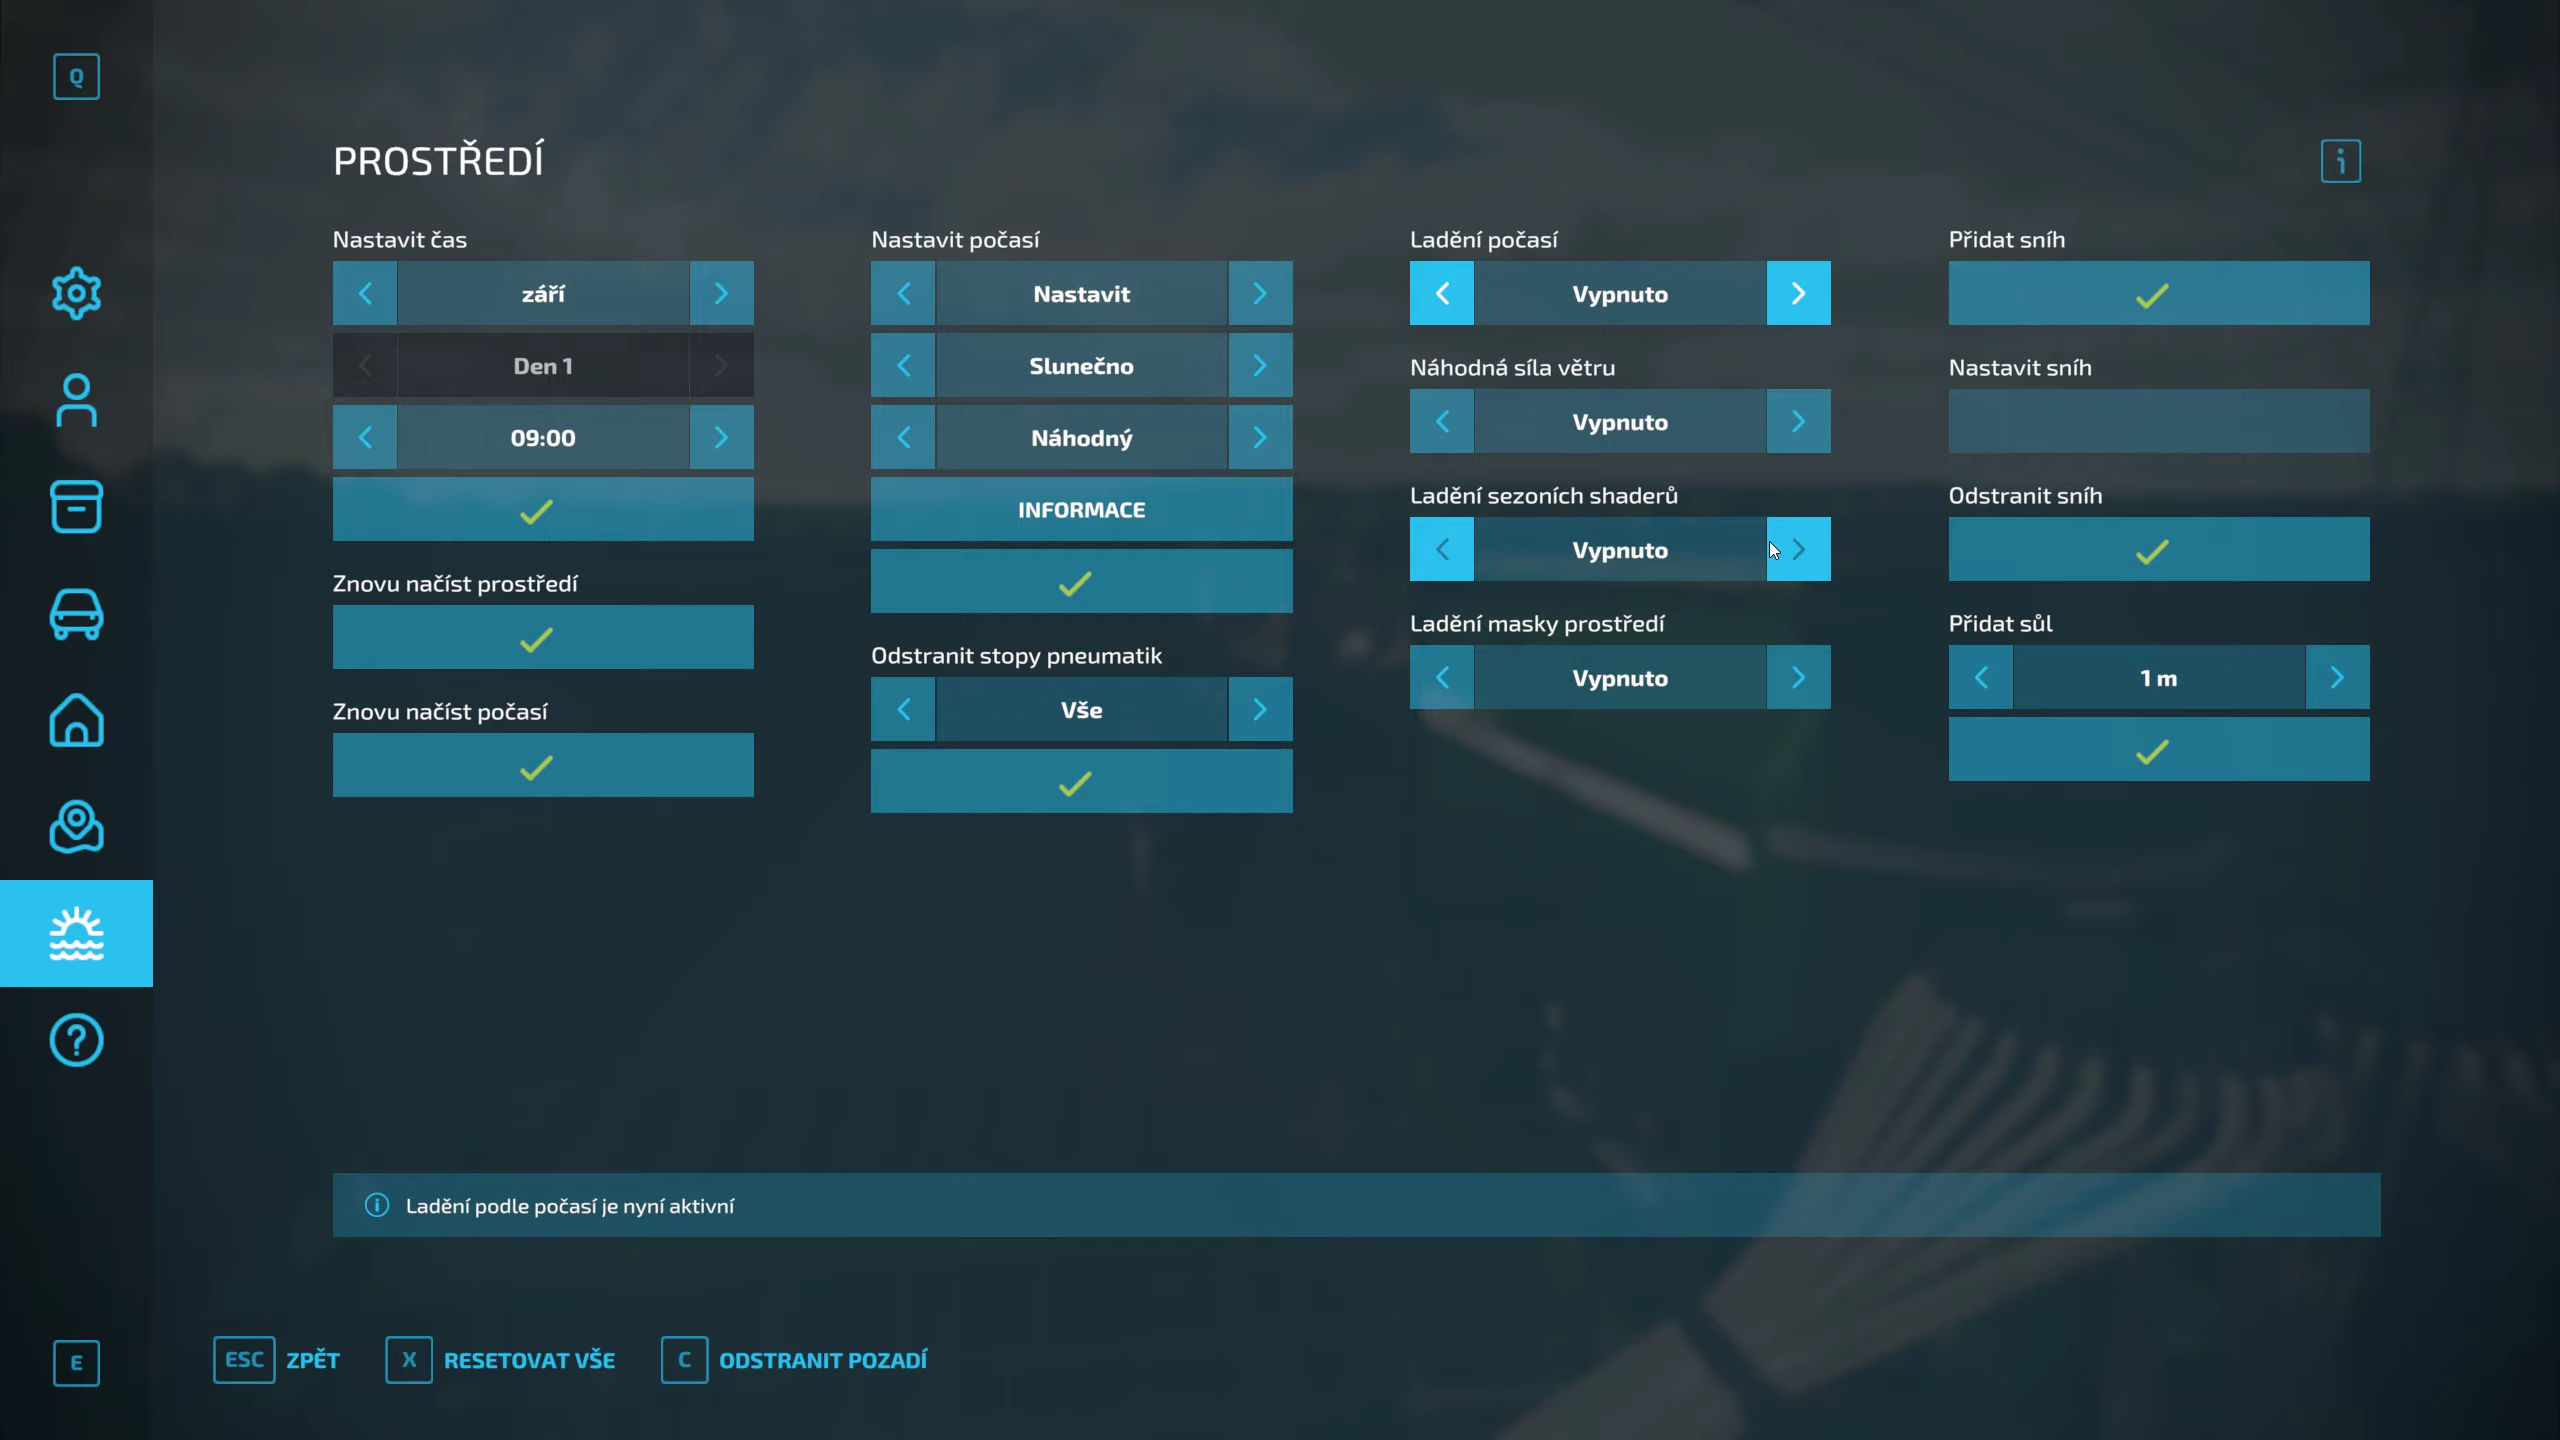 Q
PROSTŘEDÍ
Nastavit čas
září
Den 1
09:00
Znovu načíst prostředí
Znovu načíst počasí
Nastavit počasí
Nastavit
Slunečno
Náhodný
INFORMACE
Odstranit stopy pneumatik
Vše
Ladění počasí
Vypnuto
Náhodná síla větru
Vypnuto
Ladění sezoních shaderů
Vypnuto
Ladění masky prostředí
Vypnuto
Přidat sníh
Nastavit sníh
Odstranit sníh
Přidat sůl
1 m
Ladění podle počasí je nyní aktivní
E
ESC ZPĚT X RESETOVAT VŠE C ODSTRANIT POZADÍ